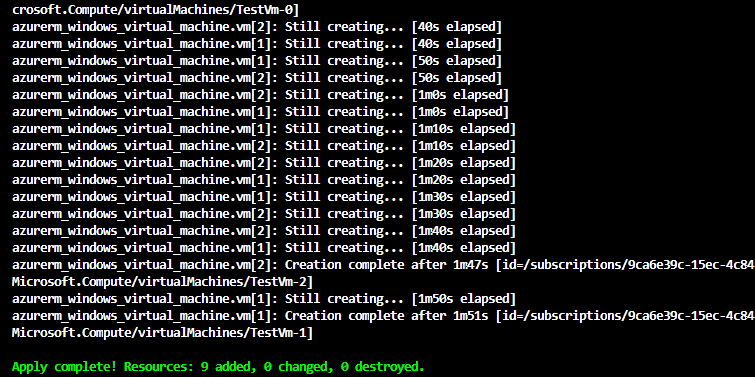 crosoft.Compute/virtualMachines/TestVm-0]
azurerm_windows_virtual_machine.vm[2]: Still creating... [40s elapsed]
azurerm_windows_virtual_machine.vm[1]: Still creating... [40s elapsed]
azurerm_windows_virtual_machine.vm[1]: Still creating... [50s elapsed]
azurerm_windows_virtual_machine.vm[2]: Still creating... [50s elapsed]
azurerm_windows_virtual_machine.vm[2]: Still creating... [1m0s elapsed]
azurerm_windows_virtual_machine.vm[1]: Still creating... [1m0s elapsed]
azurerm_windows_virtual_machine.vm[1]: Still creating... [1m10s elapsed]
azurerm_windows_virtual_machine.vm[2]: Still creating... [1m10s elapsed]
azurerm_windows_virtual_machine.vm[2]: Still creating... [1m20s elapsed]
azurerm_windows_virtual_machine.vm[1]: Still creating... [1m20s elapsed]
azurerm_windows_virtual_machine.vm[1]: Still creating... [1m30s elapsed]
azurerm_windows_virtual_machine.vm[2]: Still creating... [1m30s elapsed]
azurerm_windows_virtual_machine.vm[2]: Still creating... [1m40s elapsed]
azurerm_windows_virtual_machine.vm[1]: Still creating... [1m40s elapsed]
azurerm_windows_virtual_machine.vm[2]: Creation complete after 1m47s [id=/subscriptions/9ca6e39c-15ec-4c84
Microsoft.Compute/virtualMachines/TestVm-2]
azurerm_windows_virtual_machine.vm[1]: Still creating... [1m50s elapsed]
azurerm_windows_virtual_machine.vm[1]: Creation complete after 1m51s [id=/subscriptions/9ca6e39c-15ec-4c84
Microsoft.Compute/virtualMachines/TestVm-1]
Apply complete! Resources: 9 added, 0 changed, 0 destroyed.